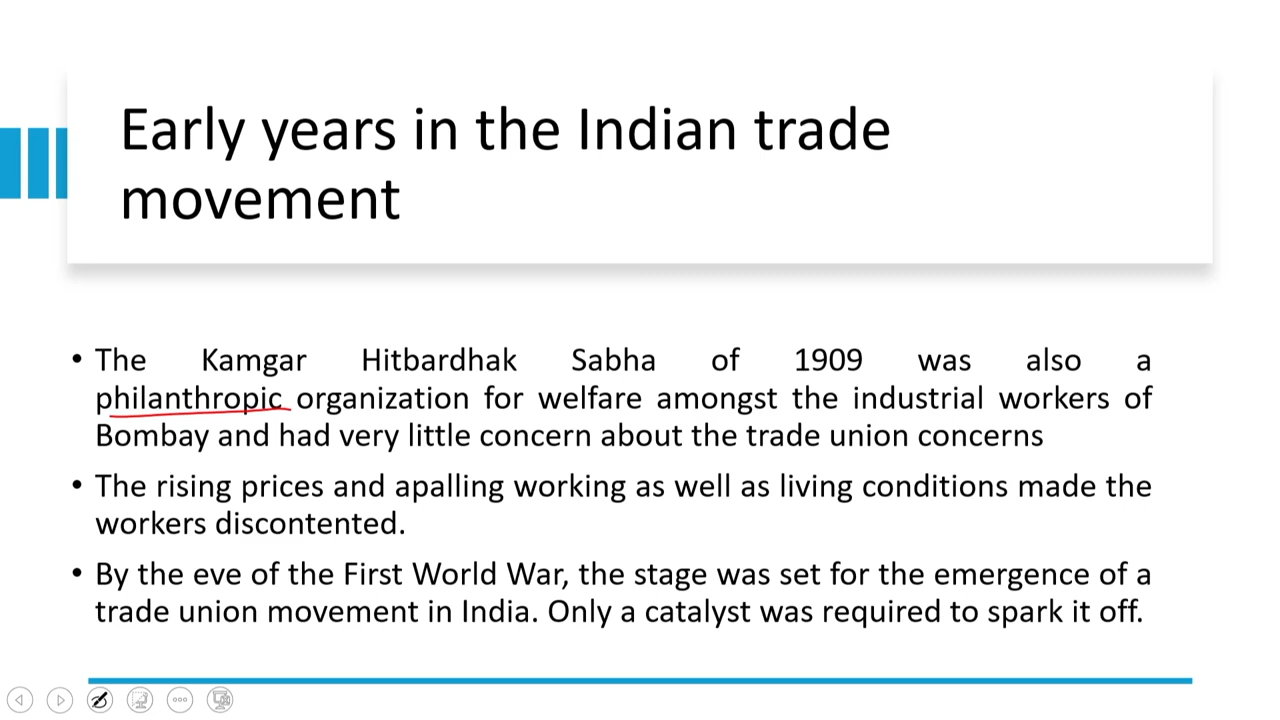 Early years in the Indian trade
movement
• The Kamgar Hitbardhak Sabha of 1909 was also a
philanthropic organization for welfare amongst the industrial workers of
Bombay and had very little concern about the trade union concerns
• The rising prices and apalling working as well as living conditions made the
workers discontented.
• By the eve of the First World War, the stage was set for the emergence of a
trade union movement in India. Only a catalyst was required to spark it off.